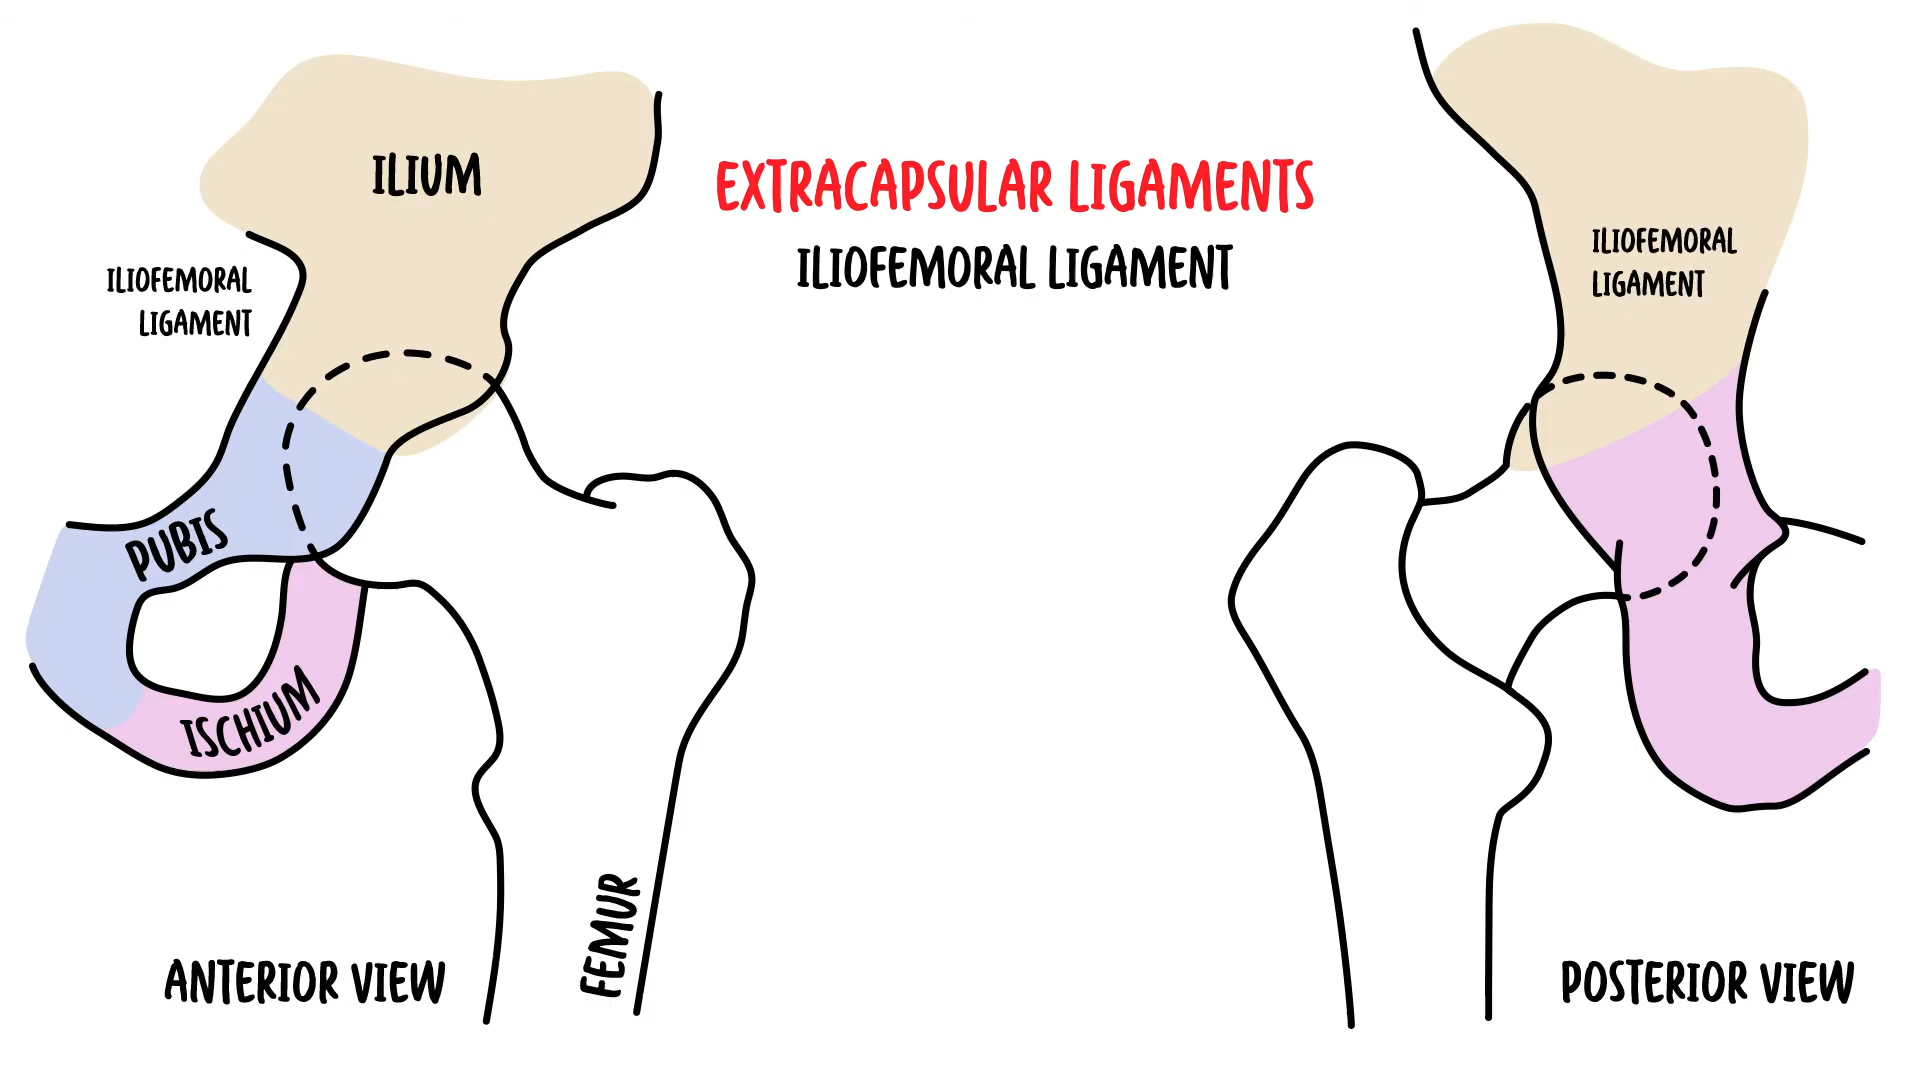 EXTRACAPSULAR LIGAMENTS
ILIOFEMORAL LIGAMENT
ILIUM
ILIOFEMORAL
LIGAMENT
PUBIS
ISCHIUM
FEMUR
ANTERIOR VIEW
ILIOFEMORAL
LIGAMENT
POSTERIOR VIEW